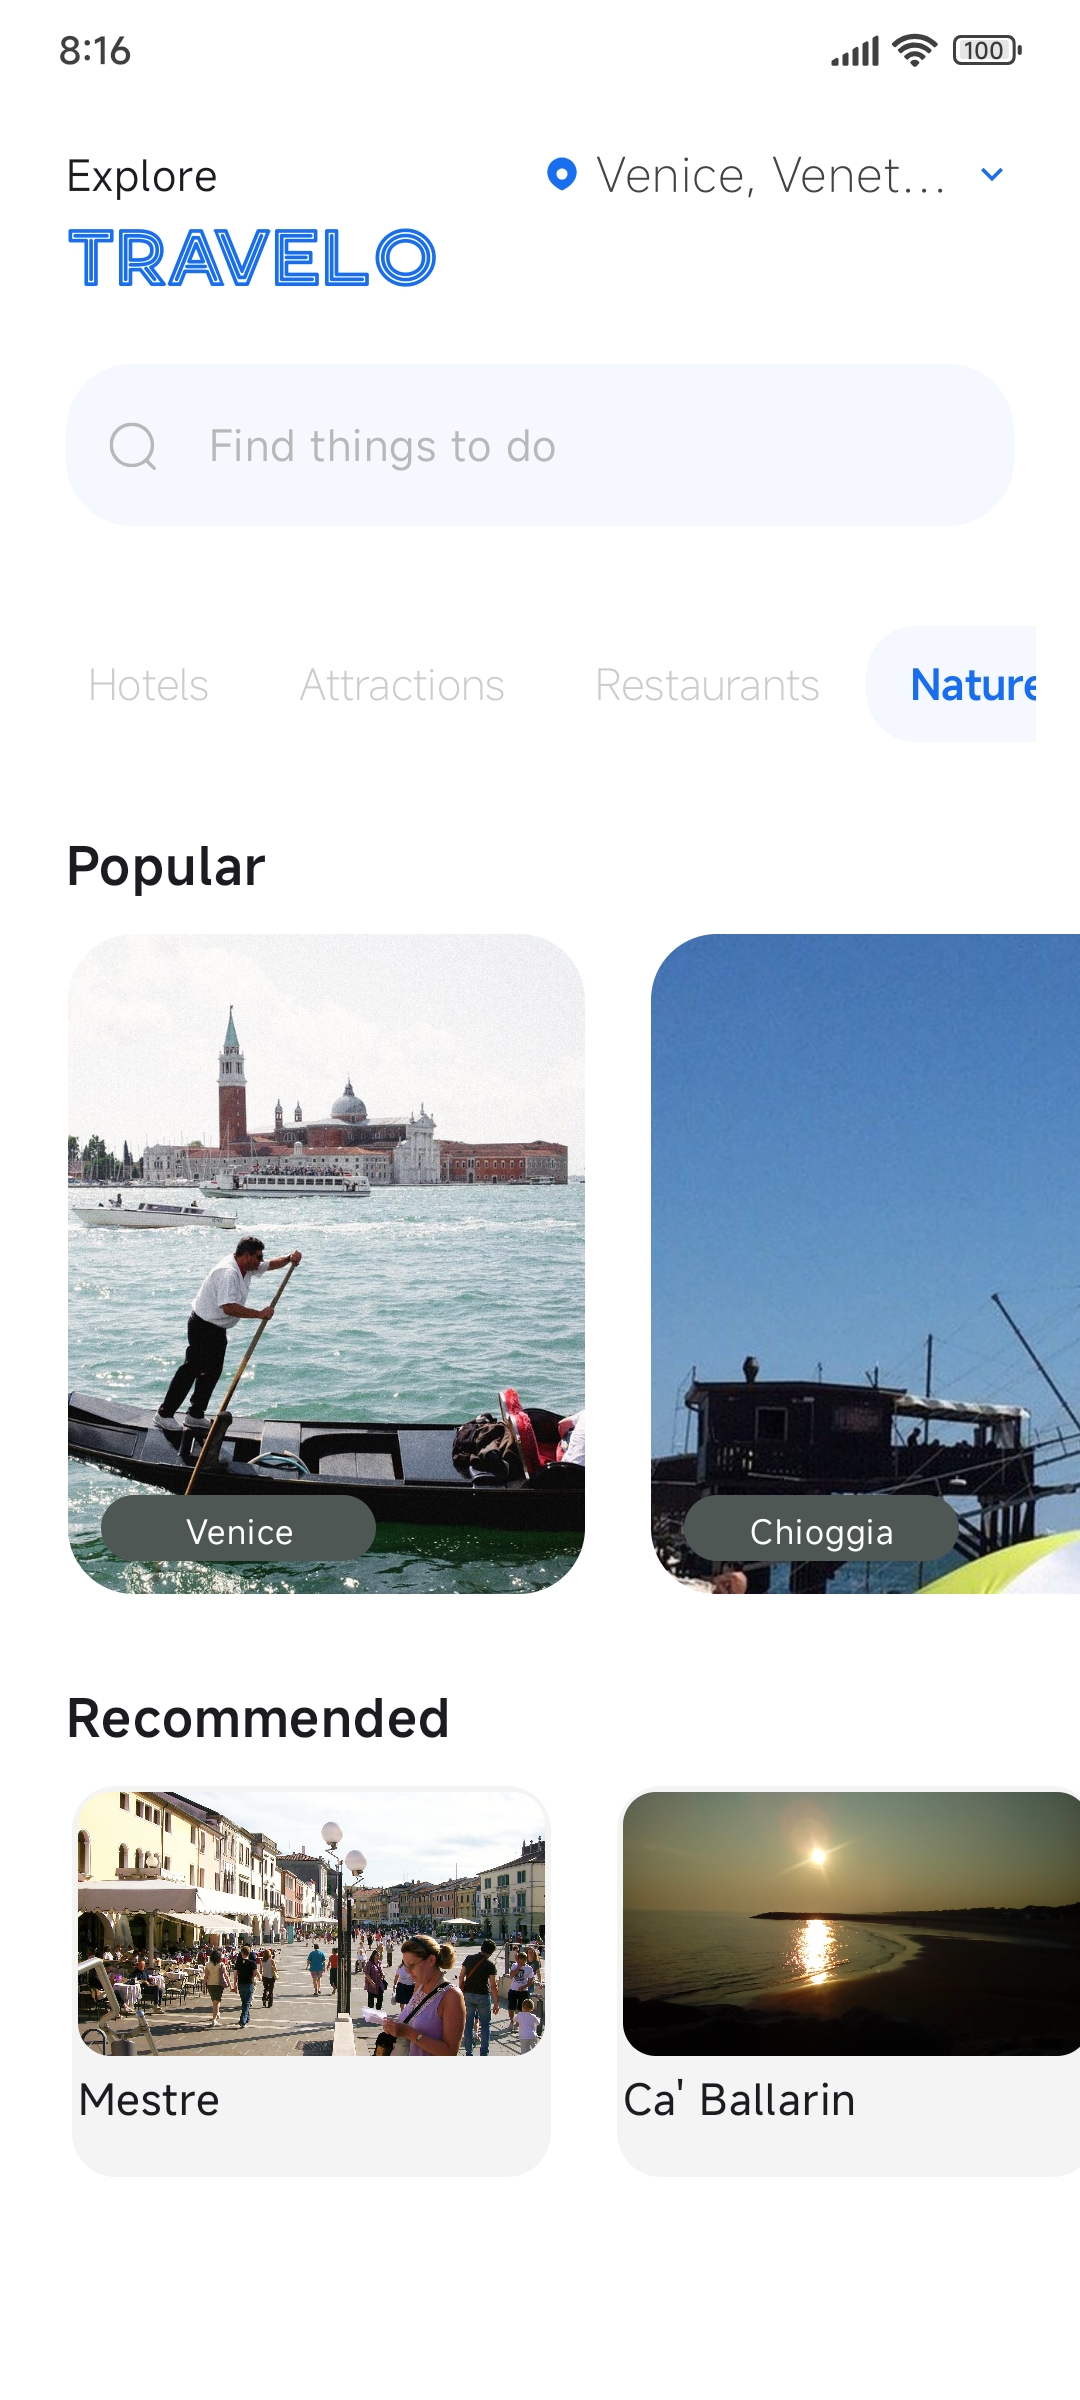 8:16
100
Explore
Venice, Venet...
TRAVELO
Find things to do
Hotels Attractions Restaurants Nature
Popular
Venice
Chioggia
Recommended
Mestre
Ca' Ballarin